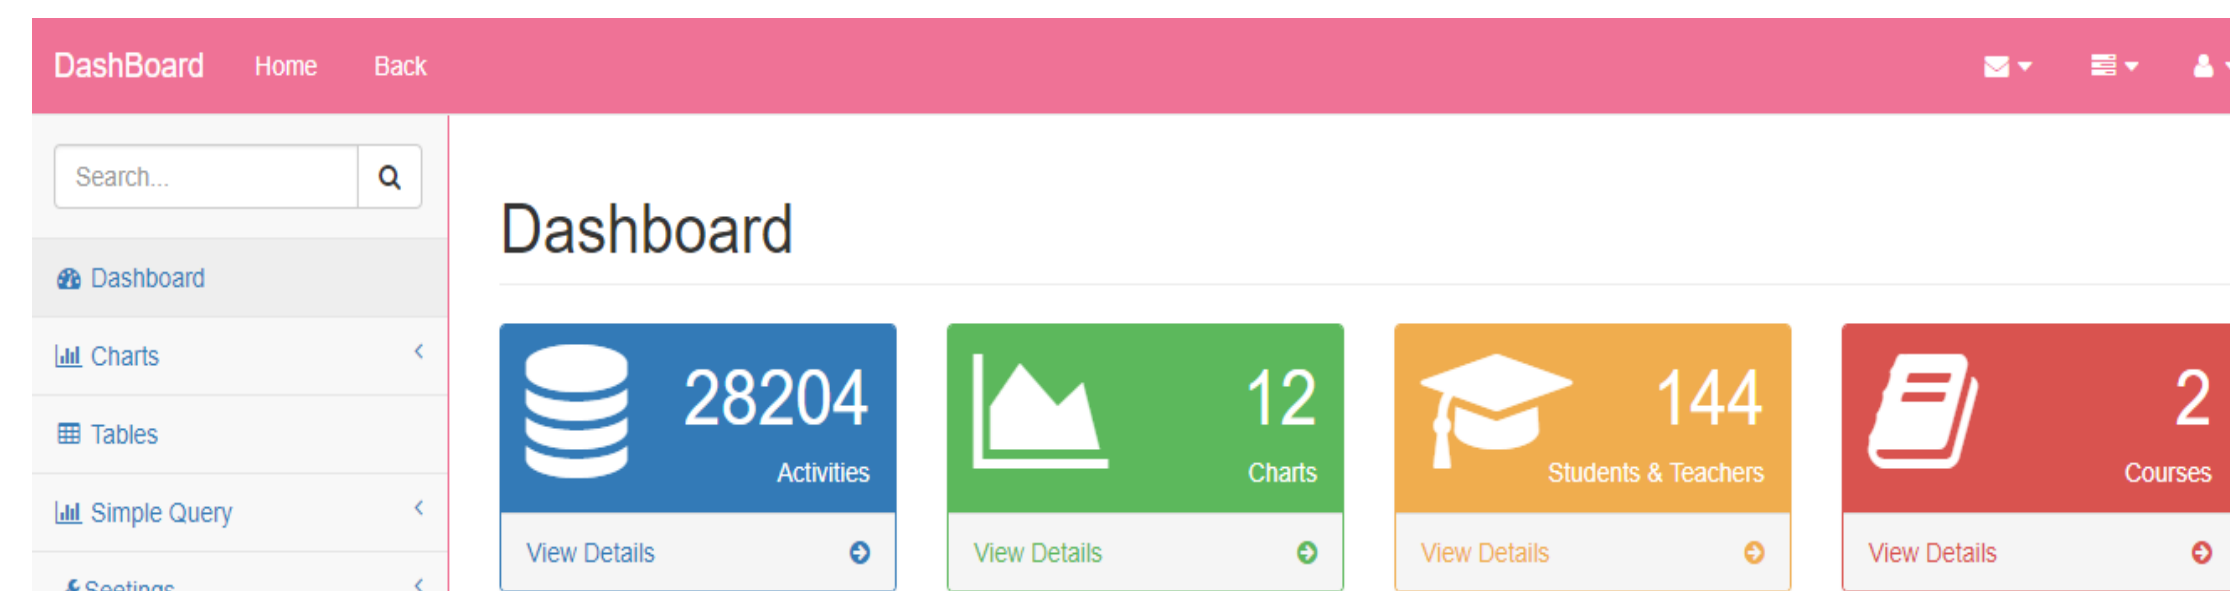 DashBoard Home Back
Search...
Dashboard
Charts
Tables
Simple Query
Seetings
Dashboard
28204
Activities
View Details
12
Charts
View Details
144
Students & Teachers
View Details
2
Courses
View Details